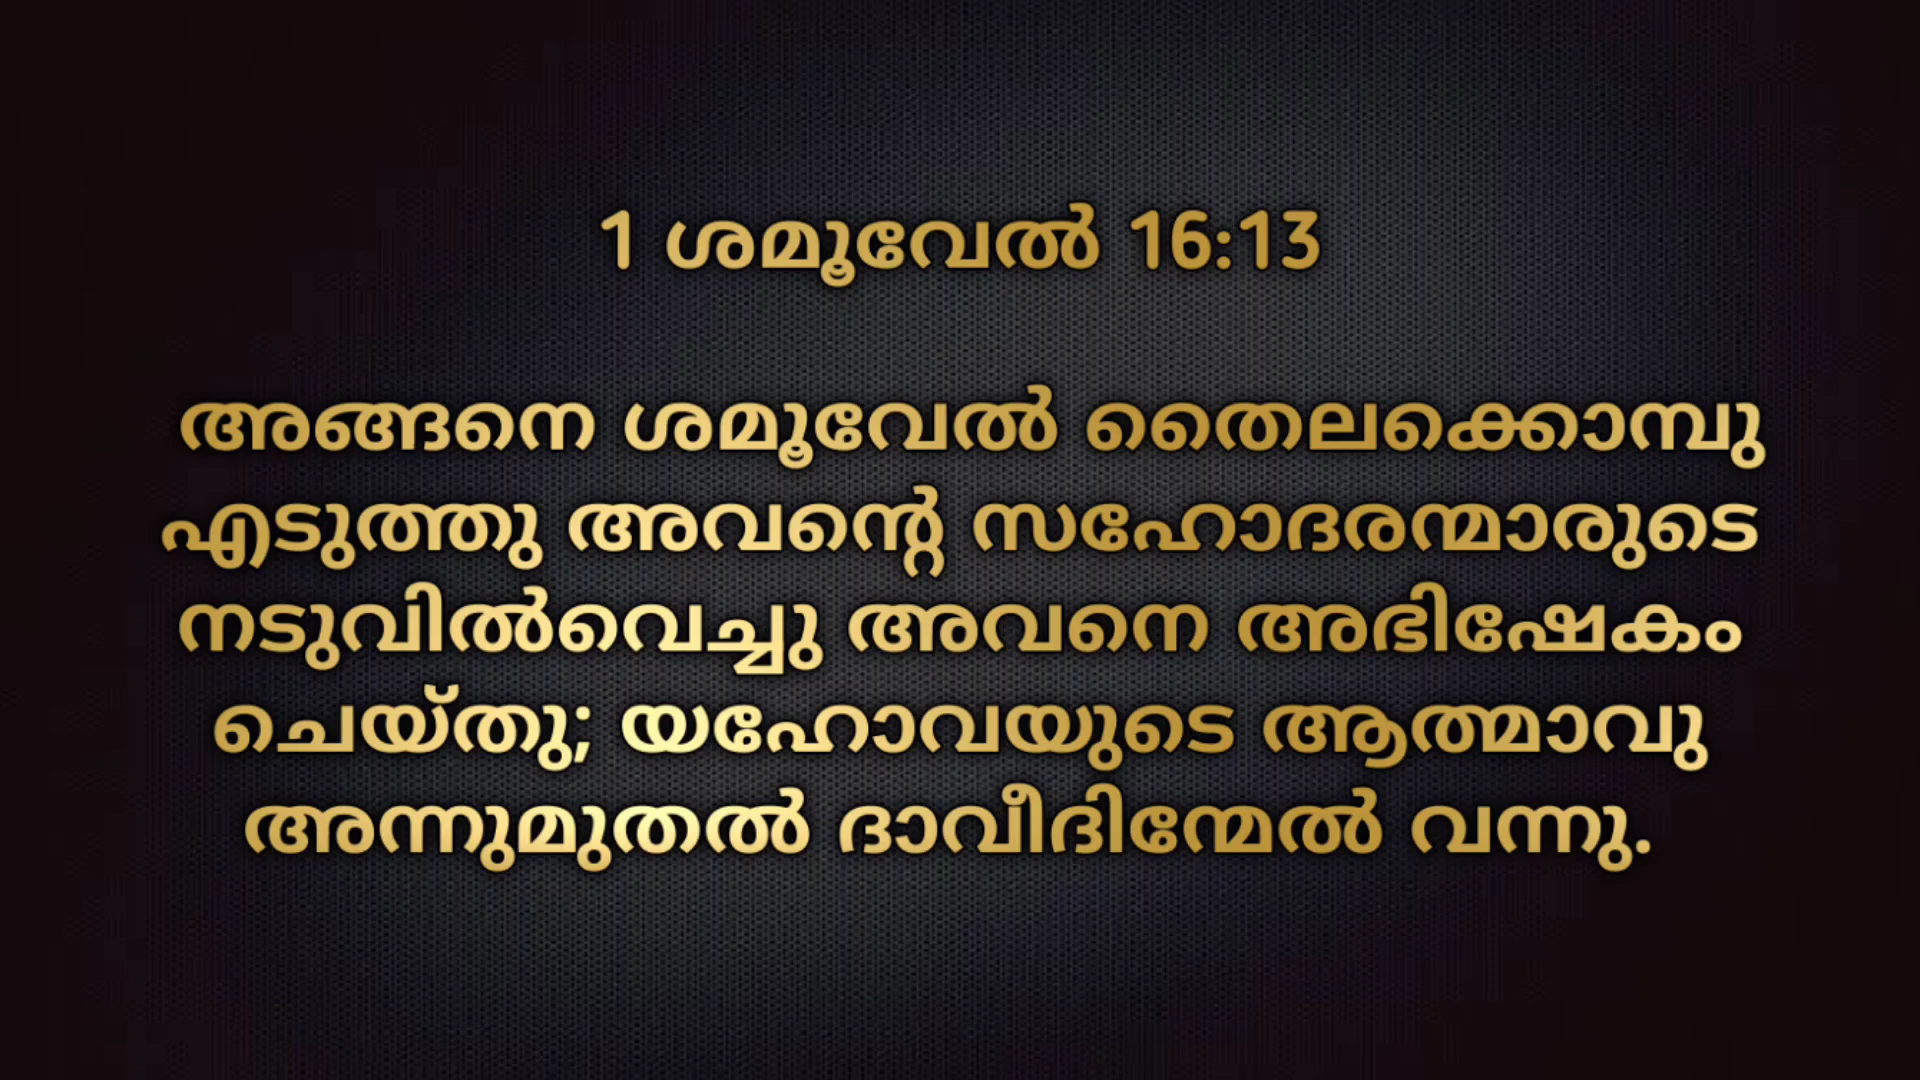 1 ശമൂവേൽ 16:13
അങ്ങനെ ശമൂവേൽ തൈലക്കൊമ്പു
എടുത്തു അവന്റെ സഹോദരന്മാരുടെ
നടുവിൽവെച്ചു അവനെ അഭിഷേകം
ചെയ്തു; യഹോവയുടെ ആത്മാവു
അന്നുമുതൽ ദാവീദിന്മേൽ വന്നു.